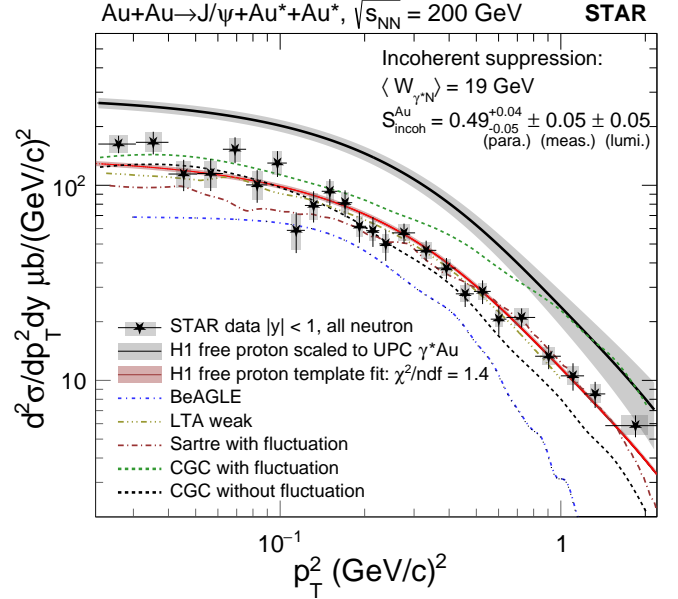 Au+Au→J/ψ+Au*+Au*, √s_NN = 200 GeV STAR
Incoherent suppression:
⟨ W_γ*N ⟩ = 19 GeV
S^Au_incoh = 0.49^+0.04_-0.05 ± 0.05 ± 0.05
(para.) (meas.) (lumi.)
d²σ/dp_T²dy μb/(GeV/c)²
10²
10
STAR data |y| < 1, all neutron
H1 free proton scaled to UPC γ*Au
H1 free proton template fit: χ²/ndf = 1.4
BeAGLE
LTA weak
Sartre with fluctuation
CGC with fluctuation
CGC without fluctuation
10⁻¹ 1
p_T² (GeV/c)²